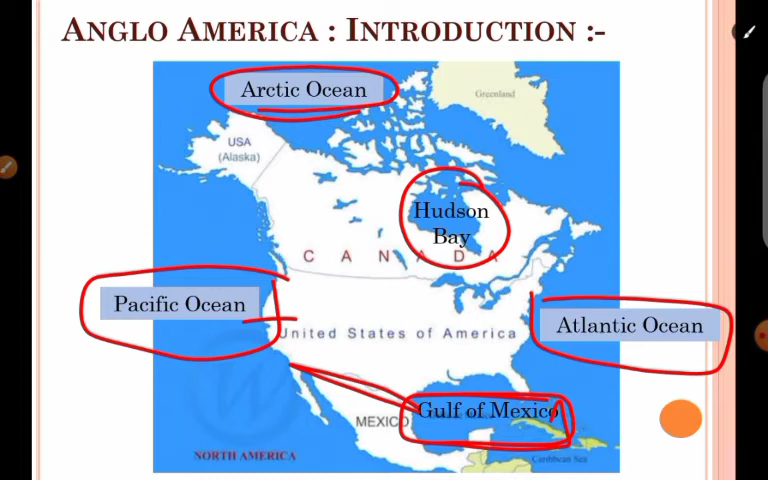 ANGLO AMERICA : INTRODUCTION :-
Arctic Ocean
Greenland
USA
(Alaska)
Hudson
Bay
CANADA
Pacific Ocean
Atlantic Ocean
United States of America
Gulf of Mexico
MEXICO
NORTH AMERICA
Caribbean Sea